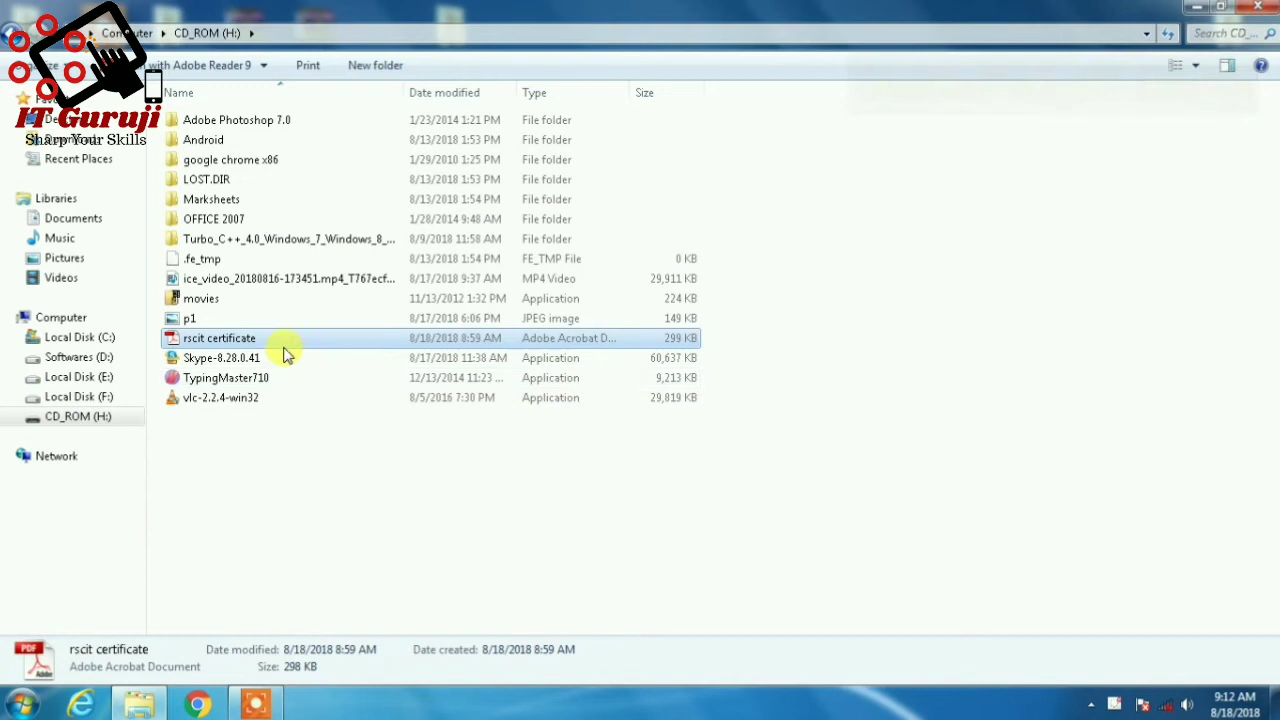 Computer ▸ CD_ROM (H:) ▸
Search CD_...
with Adobe Reader 9 Print New folder
IT Guruji
Sharp Your Skills
Name Date modified Type Size
Adobe Photoshop 7.0 1/23/2014 1:21 PM File folder
Android 8/13/2018 1:53 PM File folder
google chrome x86 1/29/2010 1:25 PM File folder
LOST.DIR 8/13/2018 1:53 PM File folder
Marksheets 8/13/2018 1:54 PM File folder
OFFICE 2007 1/28/2014 9:48 AM File folder
Turbo_C++_4.0_Windows_7_Windows_8_... 8/9/2018 11:58 AM File folder
.fe_tmp 8/13/2018 1:54 PM FE_TMP File 0 KB
ice_video_20180816-173451.mp4_T767ecf... 8/17/2018 9:37 AM MP4 Video 29,911 KB
movies 11/13/2012 1:32 PM Application 224 KB
p1 8/17/2018 6:06 PM JPEG image 149 KB
rscit certificate 8/18/2018 8:59 AM Adobe Acrobat D... 299 KB
Skype-8.28.0.41 8/17/2018 11:38 AM Application 60,637 KB
TypingMaster710 12/13/2014 11:23 ... Application 9,213 KB
vlc-2.2.4-win32 8/5/2016 7:30 PM Application 29,819 KB
Recent Places
Libraries
Documents
Music
Pictures
Videos
Computer
Local Disk (C:)
Softwares (D:)
Local Disk (E:)
Local Disk (F:)
CD_ROM (H:)
Network
PDF
Adobe
rscit certificate Date modified: 8/18/2018 8:59 AM Date created: 8/18/2018 8:59 AM
Adobe Acrobat Document Size: 298 KB
9:12 AM
8/18/2018